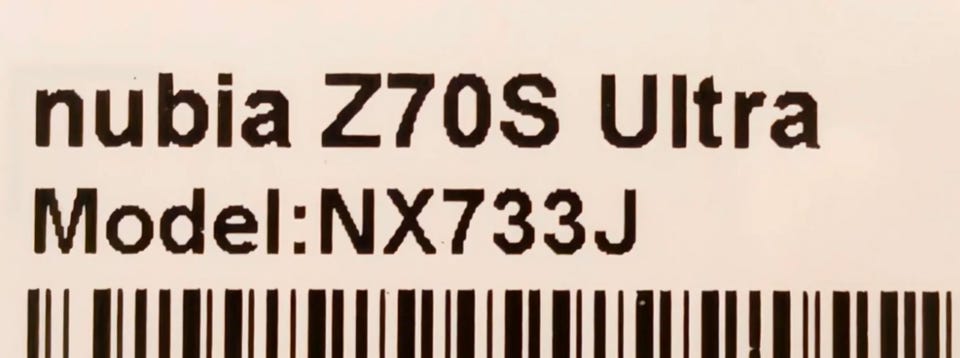 nubia Z70S Ultra
Model:NX733J